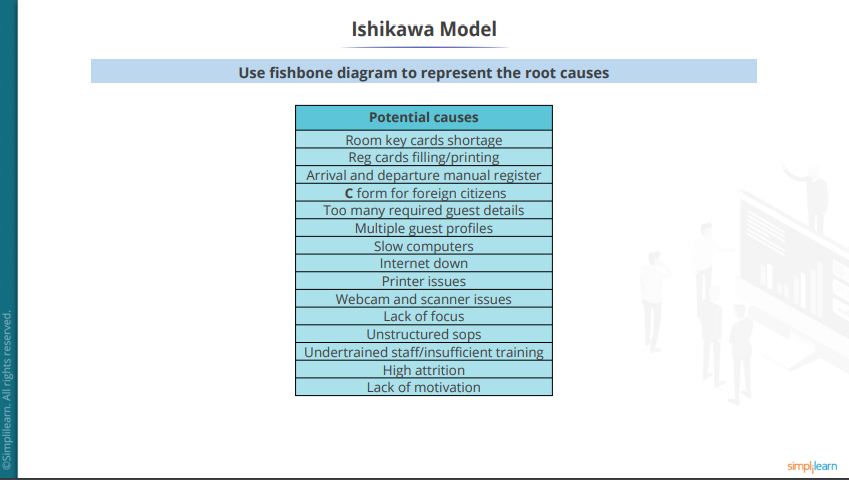 Ishikawa Model
Use fishbone diagram to represent the root causes
Potential causes
Room key cards shortage
Reg cards filling/printing
Arrival and departure manual register
C form for foreign citizens
Too many required guest details
Multiple guest profiles
Slow computers
Internet down
Printer issues
Webcam and scanner issues
Lack of focus
Unstructured sops
Undertrained staff/insufficient training
High attrition
Lack of motivation
©Simplilearn. All rights reserved.
simplilearn